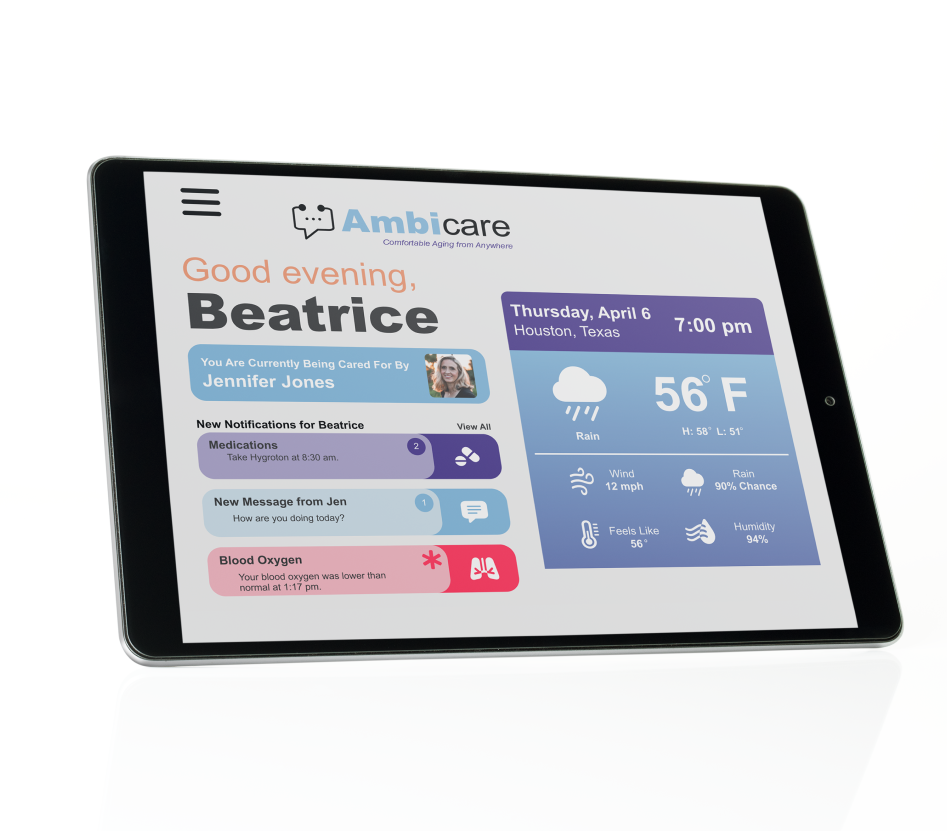 Ambicare
Comfortable Aging from Anywhere
Good evening,
Beatrice
You Are Currently Being Cared For By
Jennifer Jones
New Notifications for Beatrice
View All
Medications
2
Take Hygroton at 8:30 am.
New Message from Jen
1
How are you doing today?
Blood Oxygen
Your blood oxygen was lower than
normal at 1:17 pm.
Thursday, April 6
Houston, Texas
7:00 pm
56° F
Rain
H: 58° L: 51°
Wind
12 mph
Rain
90% Chance
Feels Like
56°
Humidity
94%